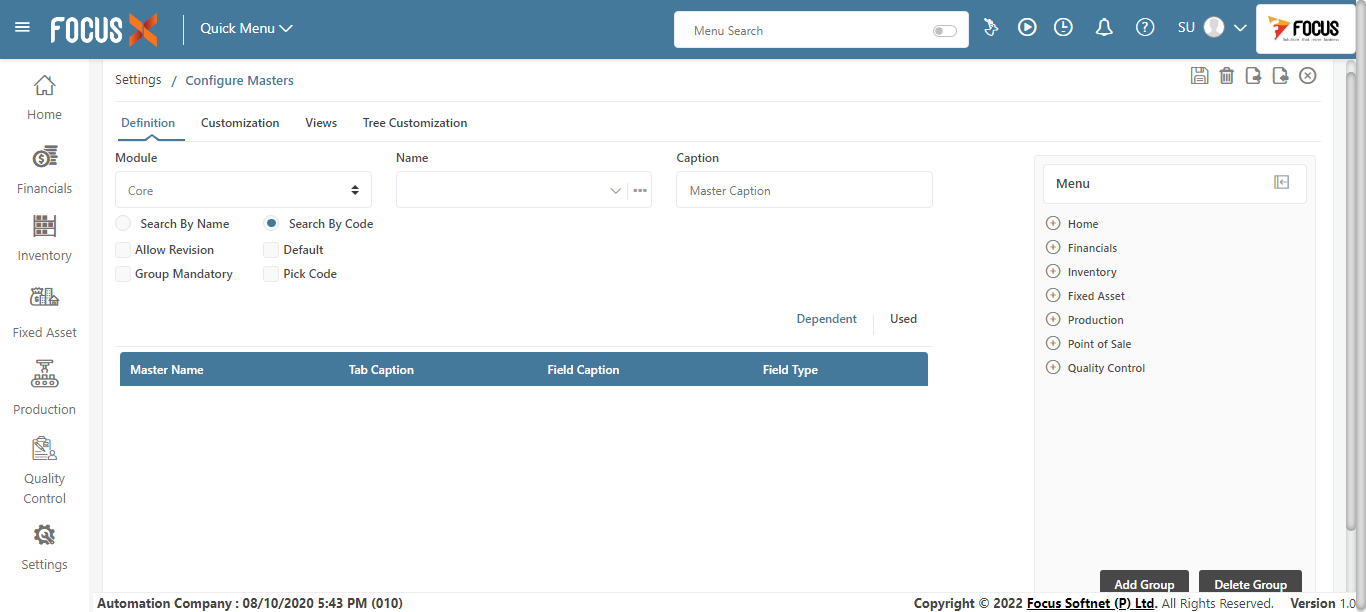 FOCUS X
Quick Menu
Menu Search
SU
FOCUS
Home
Financials
Inventory
Fixed Asset
Production
Quality
Control
Settings
Settings / Configure Masters
Definition Customization Views Tree Customization
Module Name Caption
Core Master Caption
Search By Name Search By Code
Allow Revision Default
Group Mandatory Pick Code
Dependent Used
Master Name Tab Caption Field Caption Field Type
Menu
Home
Financials
Inventory
Fixed Asset
Production
Point of Sale
Quality Control
Add Group Delete Group
Automation Company : 08/10/2020 5:43 PM (010)
Copyright © 2022 Focus Softnet (P) Ltd. All Rights Reserved. Version 1.0